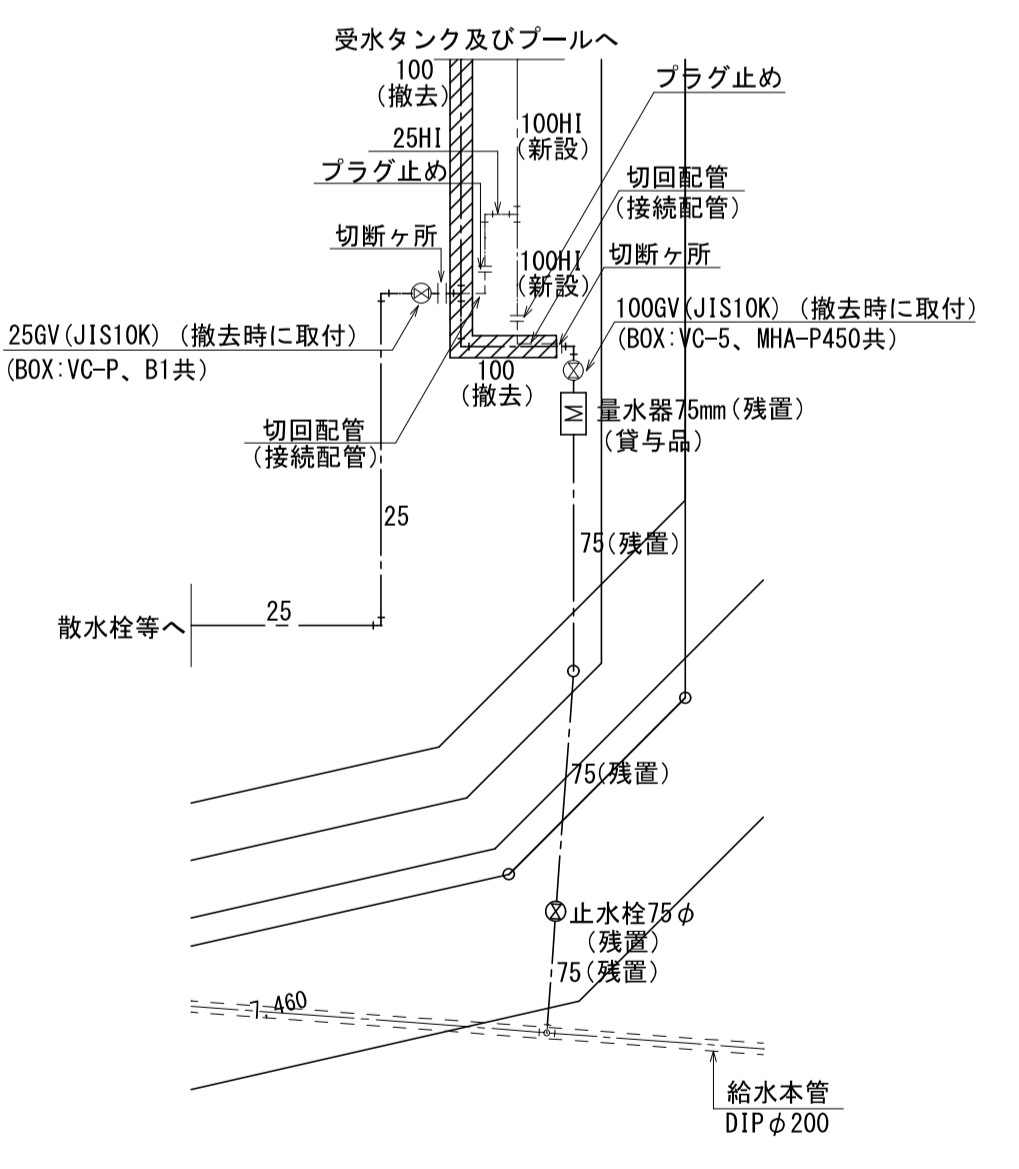 受水タンク及びプールへ
100
(撤去)
プラグ止め
100HI
(新設)
25HI
プラグ止め
切回配管
(接続配管)
切断ヶ所
切断ヶ所
100HI
(新設)
25GV(JIS10K) (撤去時に取付)
(BOX:VC-P、B1共)
100GV(JIS10K) (撤去時に取付)
(BOX:VC-5、MHA-P450共)
100
(撤去)
M
量水器75mm(残置)
(貸与品)
切回配管
(接続配管)
25
75(残置)
25
散水栓等へ
75(残置)
止水栓75φ
(残置)
75(残置)
7,460
給水本管
DIPφ200